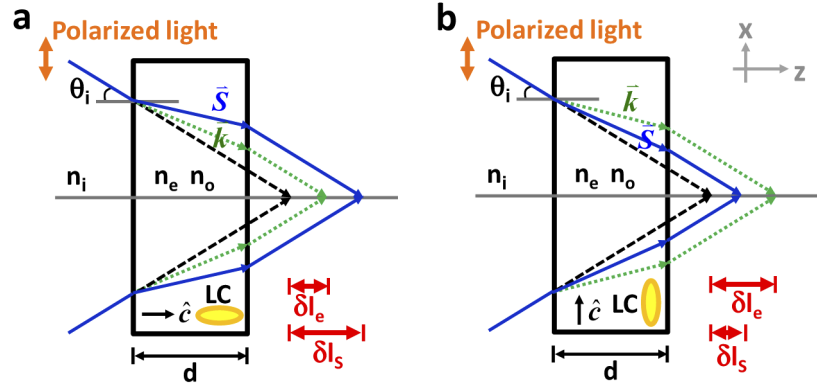 a
Polarized light
θi
S̄
k̄
ni
ne no
LC
ĉ
δle
δls
d
b
Polarized light
x
z
θi
k̄
S̄
ni
ne no
ĉ LC
δle
δls
d